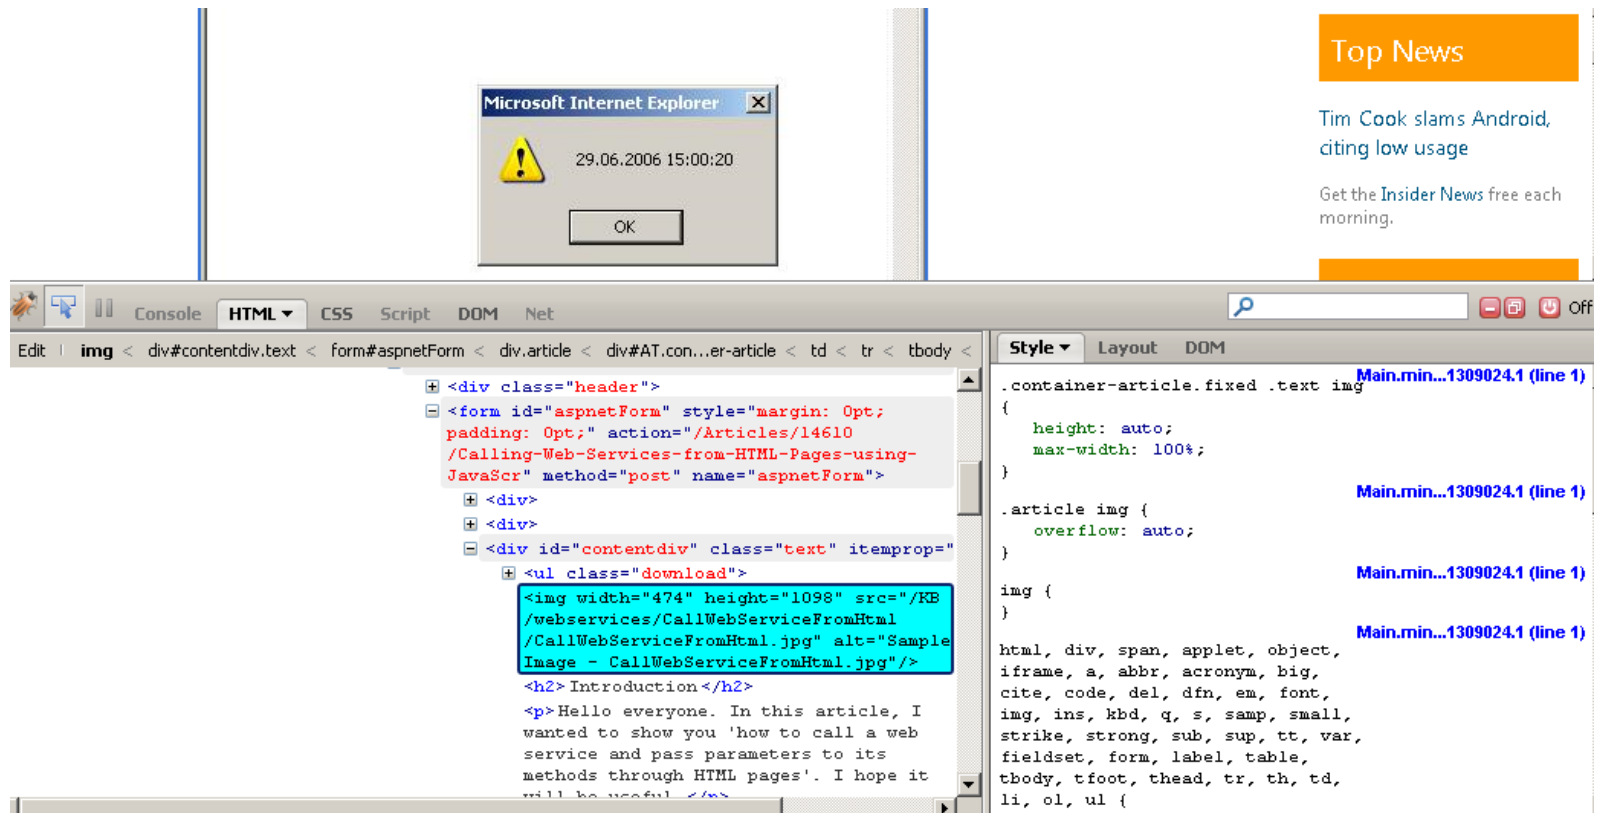 Top News
Microsoft Internet Explorer
Tim Cook slams Android,
citing low usage
29.06.2006 15:00:20
Get the Insider News free each
morning.
OK
Console HTML CSS Script DOM Net
Off
Edit img < div#contentdiv.text < form#aspnetForm < div.article < div#AT.con...er-article < td < tr < tbody <
<div class="header">
<form id="aspnetForm" style="margin: 0pt;
padding: 0pt;" action="/Articles/14610
/Calling-Web-Services-from-HTML-Pages-using-
JavaScr" method="post" name="aspnetForm">
<div>
<div>
<div id="contentdiv" class="text" itemprop="
<ul class="download">
<img width="474" height="1098" src="/KB
/webservices/CallWebServiceFromHtml
/CallWebServiceFromHtml.jpg" alt="Sample
Image - CallWebServiceFromHtml.jpg"/>
<h2>Introduction</h2>
<p>Hello everyone. In this article, I
wanted to show you 'how to call a web
service and pass parameters to its
methods through HTML pages'. I hope it
will be useful.</p>
Style Layout DOM
Main.min...1309024.1 (line 1)
.container-article.fixed .text img
{
height: auto;
max-width: 100%;
}
Main.min...1309024.1 (line 1)
.article img {
overflow: auto;
}
Main.min...1309024.1 (line 1)
img {
}
Main.min...1309024.1 (line 1)
html, div, span, applet, object,
iframe, a, abbr, acronym, big,
cite, code, del, dfn, em, font,
img, ins, kbd, q, s, samp, small,
strike, strong, sub, sup, tt, var,
fieldset, form, label, table,
tbody, tfoot, thead, tr, th, td,
li, ol, ul {